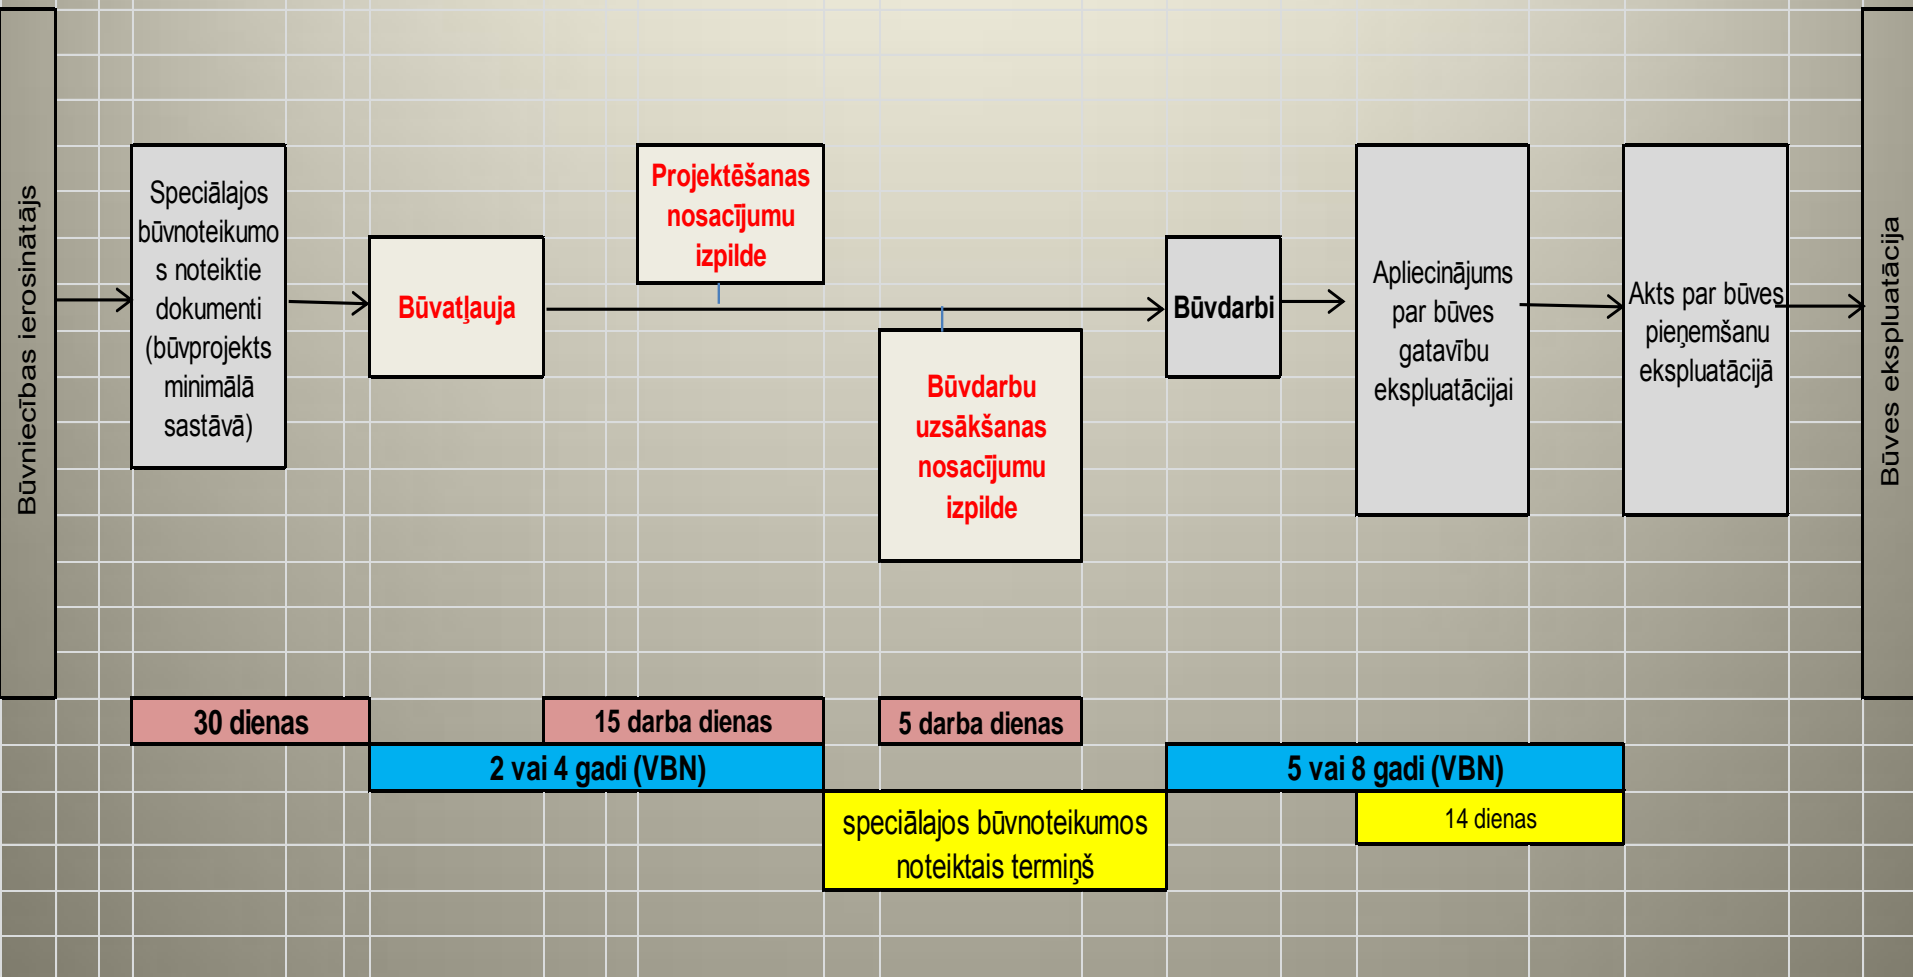 Būvniecības ierosinātājs
Speciālajos
būvnoteikumo
s noteiktie
dokumenti
(būvprojekts
minimālā
sastāvā)
Būvatļauja
Projektēšanas
nosacījumu
izpilde
Būvdarbu
uzsākšanas
nosacījumu
izpilde
Būvdarbi
Apliecinājums
par būves
gatavību
ekspluatācijai
Akts par būves
pieņemšanu
ekspluatācijā
Būves ekspluatācija
30 dienas
15 darba dienas
5 darba dienas
2 vai 4 gadi (VBN)
5 vai 8 gadi (VBN)
speciālajos būvnoteikumos
noteiktais termiņš
14 dienas